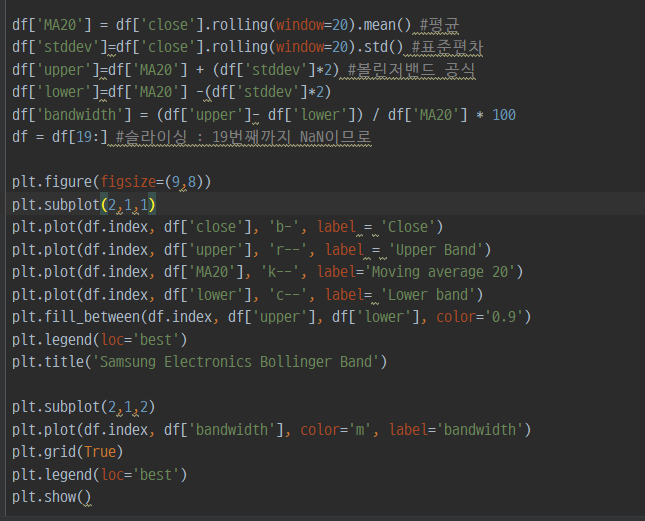 df['MA20'] = df['close'].rolling(window=20).mean() #평균
df['stddev']=df['close'].rolling(window=20).std() #표준편차
df['upper']=df['MA20'] + (df['stddev']*2) #볼린저밴드 공식
df['lower']=df['MA20'] -(df['stddev']*2)
df['bandwidth'] = (df['upper']- df['lower']) / df['MA20'] * 100
df = df[19:] #슬라이싱 : 19번째까지 NaN이므로
plt.figure(figsize=(9,8))
plt.subplot(2,1,1)
plt.plot(df.index, df['close'], 'b-', label = 'Close')
plt.plot(df.index, df['upper'], 'r--', label = 'Upper Band')
plt.plot(df.index, df['MA20'], 'k--', label='Moving average 20')
plt.plot(df.index, df['lower'], 'c--', label= 'Lower band')
plt.fill_between(df.index, df['upper'], df['lower'], color='0.9')
plt.legend(loc='best')
plt.title('Samsung Electronics Bollinger Band')
plt.subplot(2,1,2)
plt.plot(df.index, df['bandwidth'], color='m', label='bandwidth')
plt.grid(True)
plt.legend(loc='best')
plt.show()